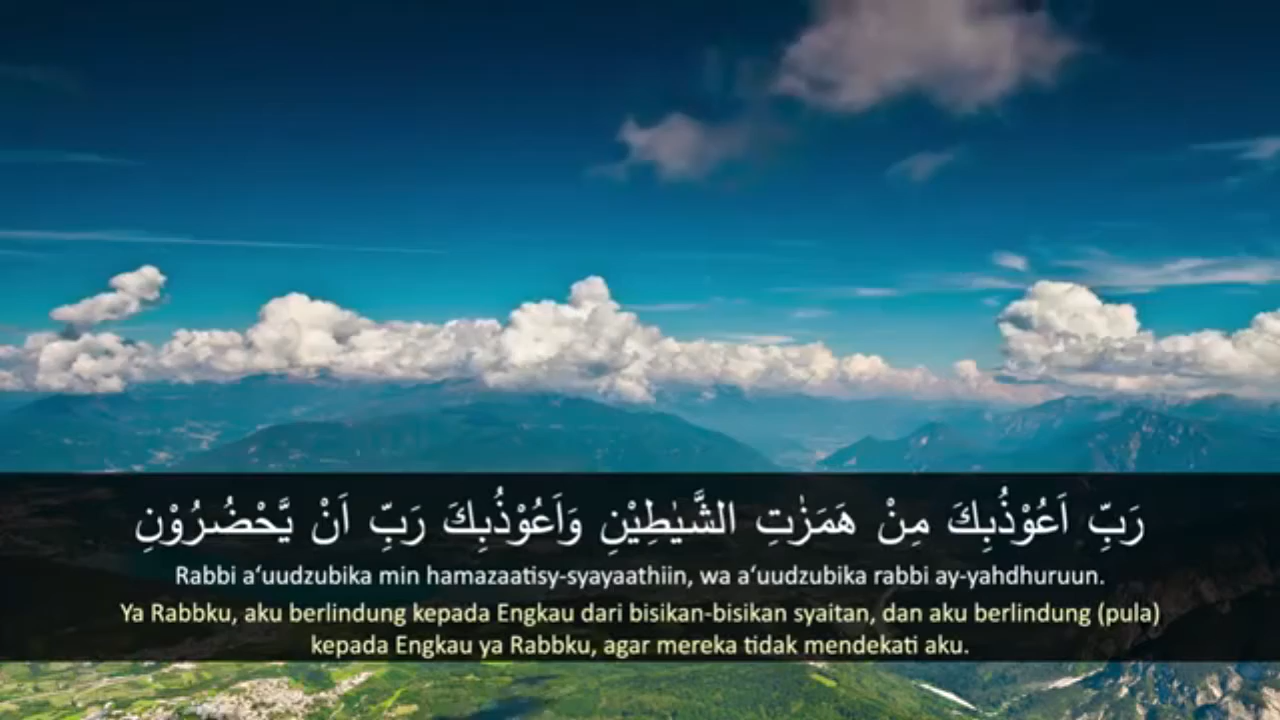 رَبِّ اَعُوْذُبِكَ مِنْ هَمَزٰتِ الشَّيٰطِيْنِ وَاَعُوْذُبِكَ رَبِّ اَنْ يَّحْضُرُوْنِ
Rabbi a‘uudzubika min hamazaatisy-syayaathiin, wa a‘uudzubika rabbi ay-yahdhuruun.
Ya Rabbku, aku berlindung kepada Engkau dari bisikan-bisikan syaitan, dan aku berlindung (pula)
kepada Engkau ya Rabbku, agar mereka tidak mendekati aku.